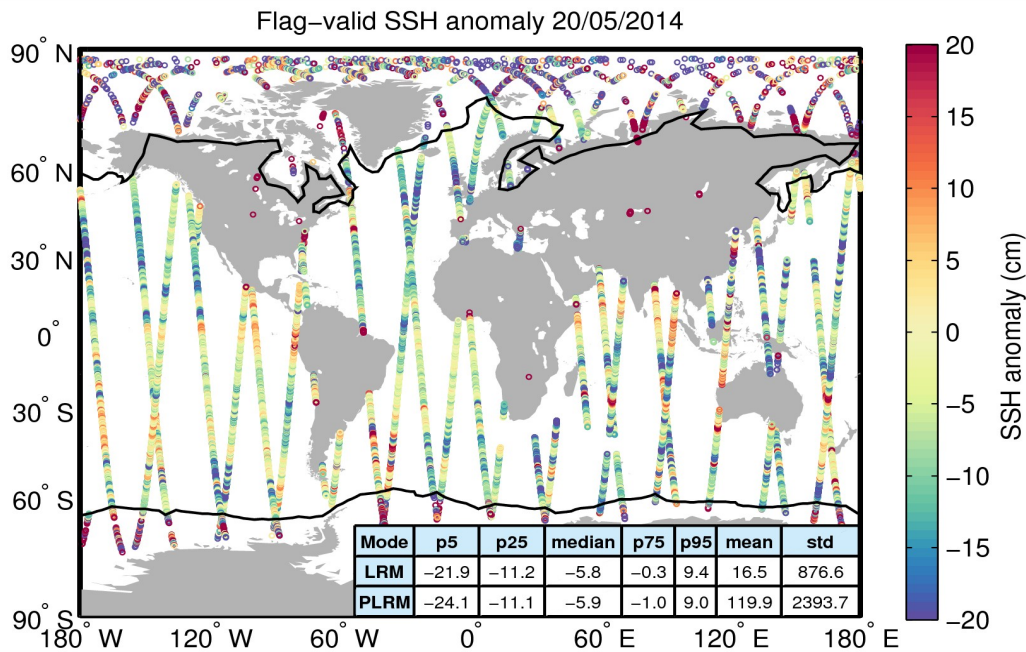 Flag−valid SSH anomaly 20/05/2014
90° N
60° N
30° N
0°
30° S
60° S
90° S
180° W
120° W
60° W
0°
60° E
120° E
180° E
Mode p5 p25 median p75 p95 mean std
LRM −21.9 −11.2 −5.8 −0.3 9.4 16.5 876.6
PLRM −24.1 −11.1 −5.9 −1.0 9.0 119.9 2393.7
20
15
10
5
0
−5
−10
−15
−20
SSH anomaly (cm)